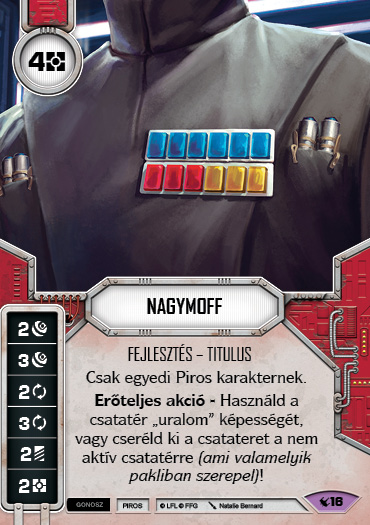 4
NAGYMOFF
FEJLESZTÉS – TITULUS
Csak egyedi Piros karakternek.
Erőteljes akció - Használd a
csatatér „uralom” képességét,
vagy cseréld ki a csatateret a nem
aktív csatatérre (ami valamelyik
pakliban szerepel)!
2
3
2
3
2
2
GONOSZ
PIROS
© LFL © FFG
Natalie Bernard
16